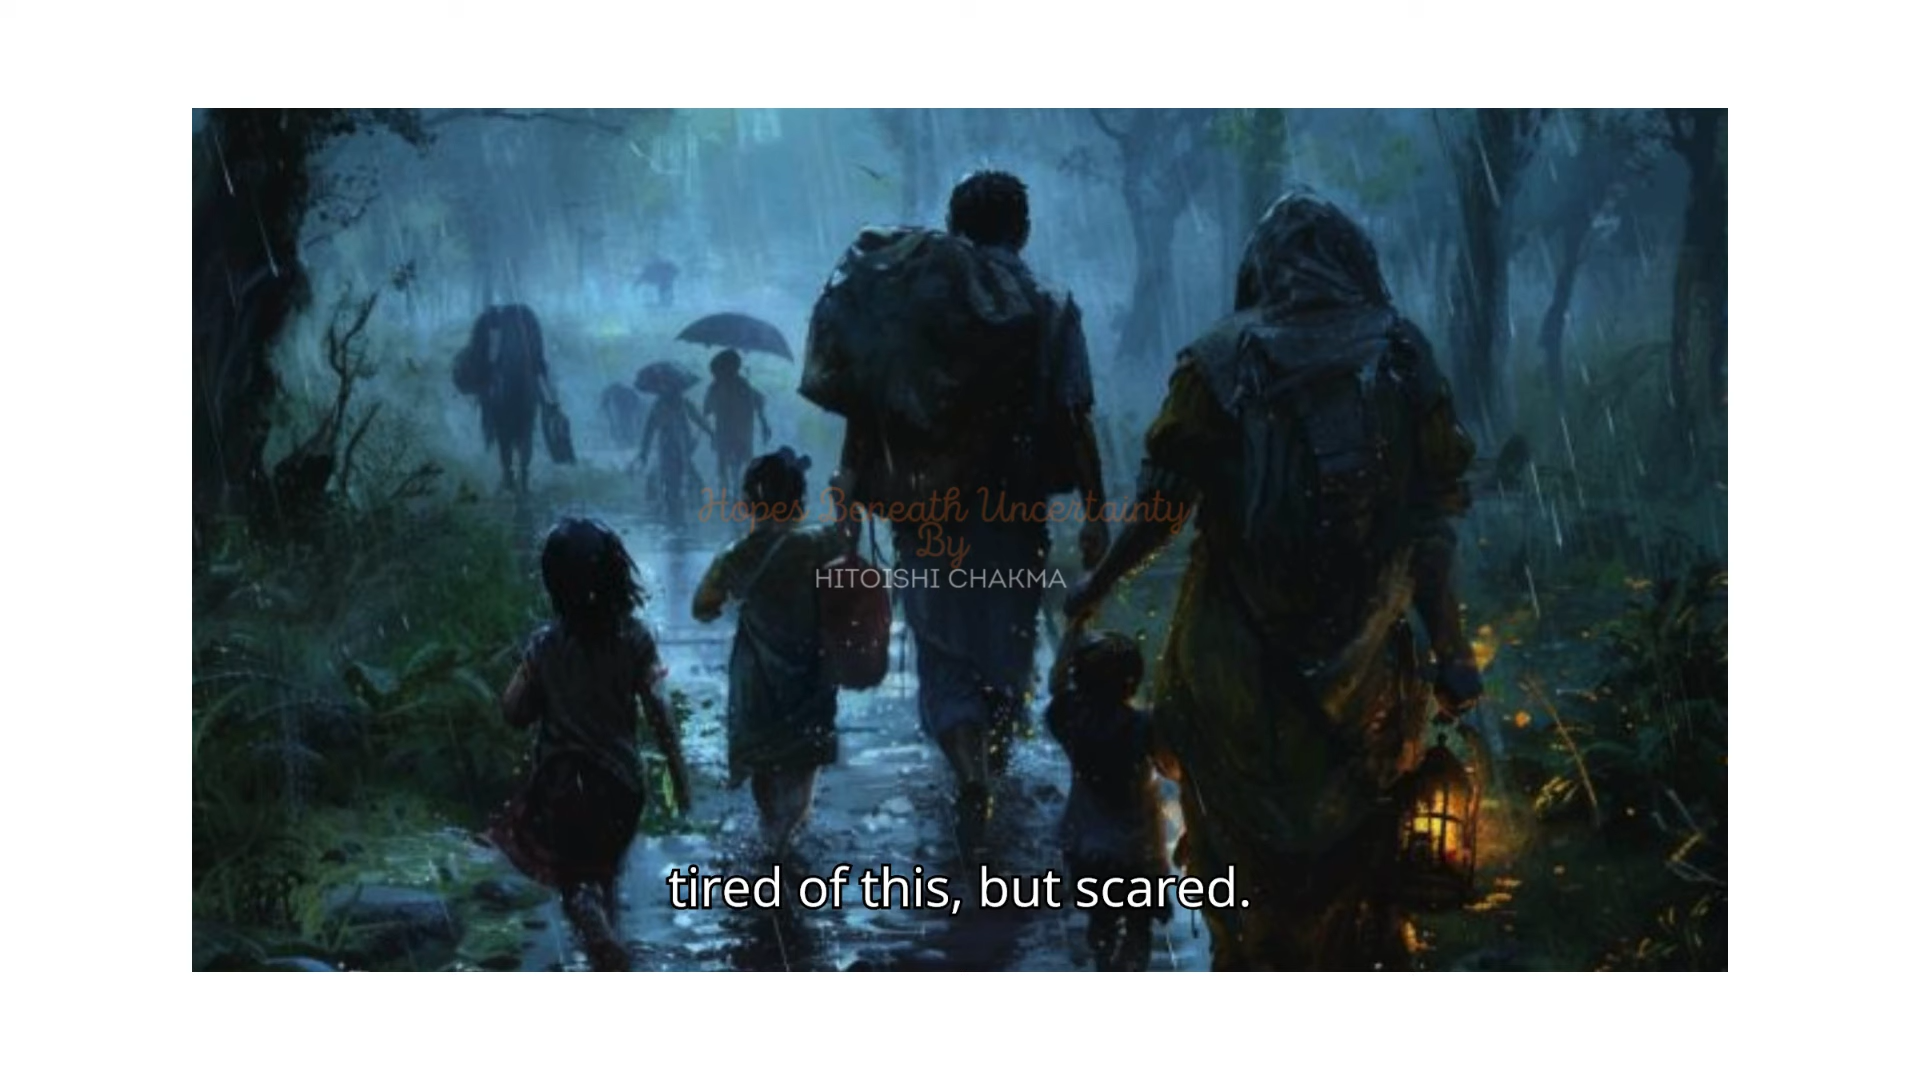 Hopes Beneath Uncertainty
By
HITOISHI CHAKMA
tired of this, but scared.